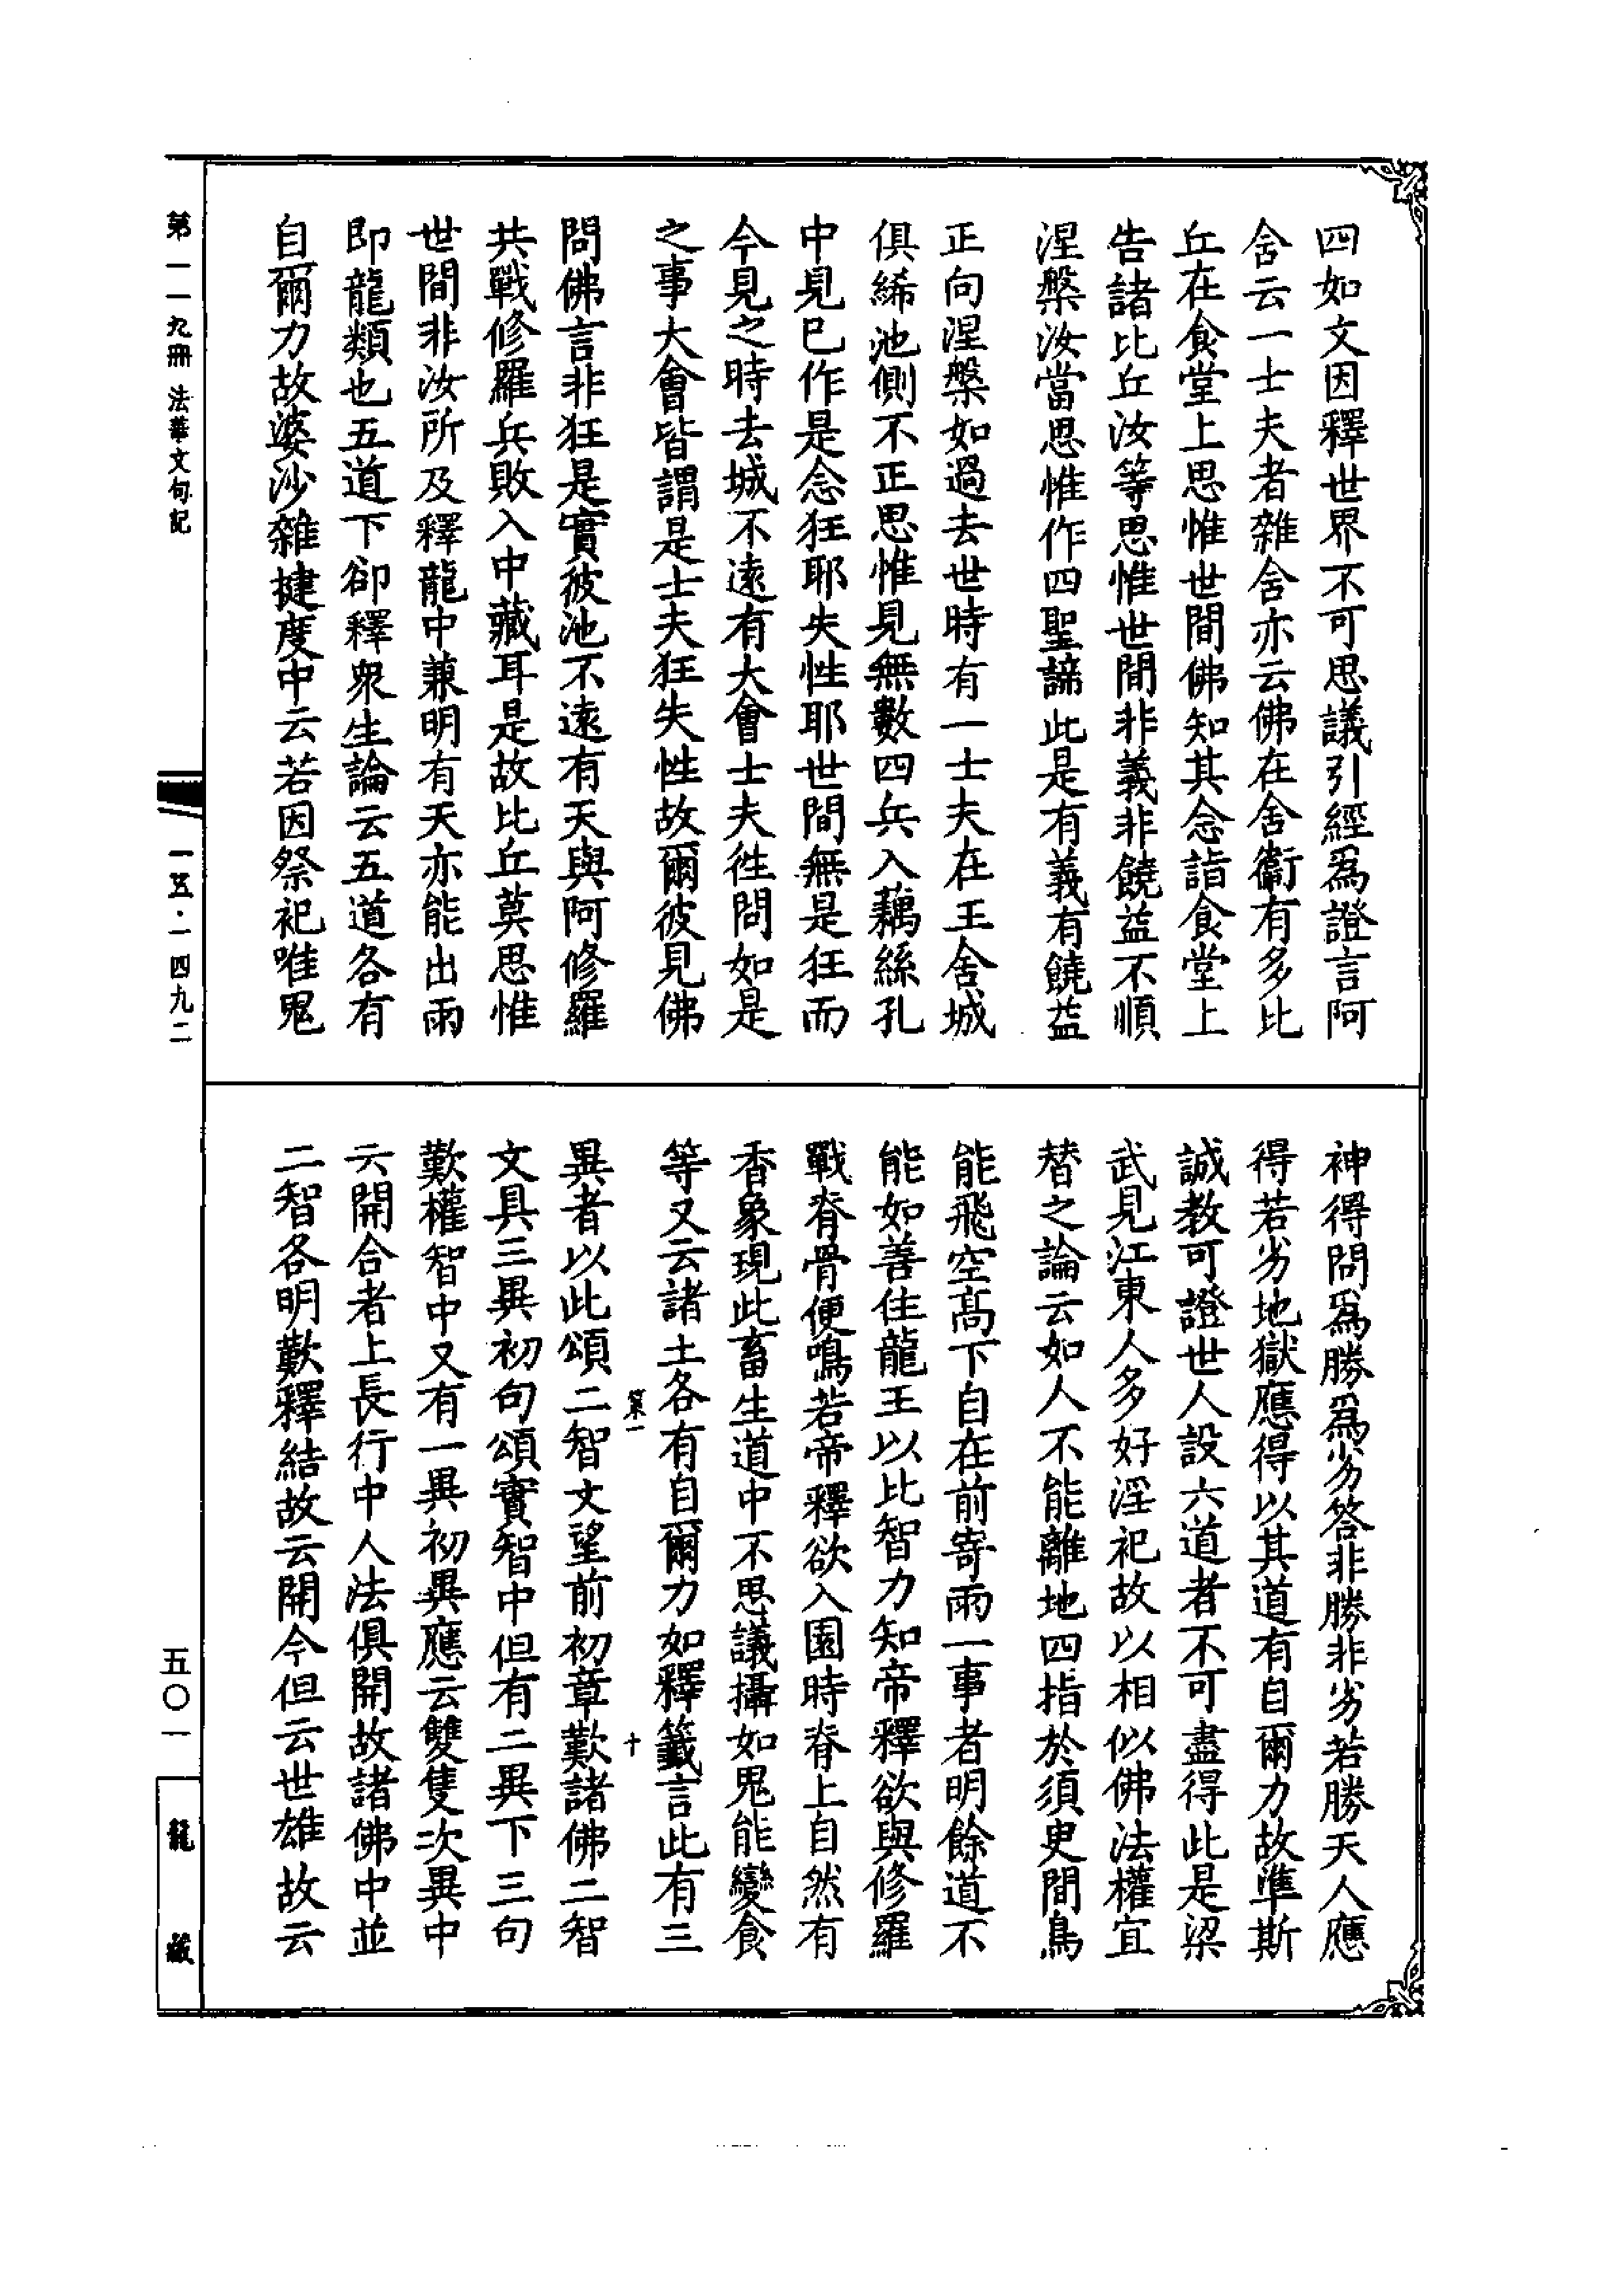 四如文因釋世界不可思議引經爲證言阿
含云一士夫者雜含亦云佛在舍衞有多比
丘在食堂上思惟世間佛知其念詣食堂上
告諸比丘汝等思惟世間非義非饒益不順
涅槃汝當思惟作四聖諦此是有義有饒益
正向涅槃如過去世時有一士夫在王舍城
俱絺池側不正思惟見無數四兵入藕絲孔
中見巳作是念狂耶失性耶世間無是狂而
今見之時去城不遠有大會士夫徃問如是
之事大會皆謂是士夫狂失性故爾彼見佛
問佛言非狂是實彼池不遠有天與阿修羅
共戰修羅兵敗入中藏耳是故比丘莫思惟
世間非汝所及釋龍中兼明有天亦能出雨
即龍類也五道下卻釋衆生論云五道各有
自爾力故婆沙雜揵度中云若因祭祀唯鬼
神得問爲勝爲劣答非勝非劣若勝天人應
得若劣地獄應得以其道有自爾力故準斯
誠教可證世人設六道者不可盡得此是梁
武見江東人多好淫祀故以相似佛法權宜
替之論云如人不能離地四指於須臾間鳥
能飛空高下自在前寄雨一事者明餘道不
能如善住龍王以比智力知帝釋欲與修羅
戰脊骨便鳴若帝釋欲入園時脊上自然有
香象現此畜生道中不思議攝如鬼能變食
等又云諸土各有自爾力如釋籤言此有三
異者以此頌二智文望前初章歎諸佛二智
文具三異初句頌實智中但有二異下三句
歎權智中又有一異初異應云雙隻次異中
云開合者上長行中人法俱開故諸佛中並
二智各明歎釋結故云開今但云世雄故云
第一一九冊 法華文句記
一五·一四九二
五〇一
龍藏